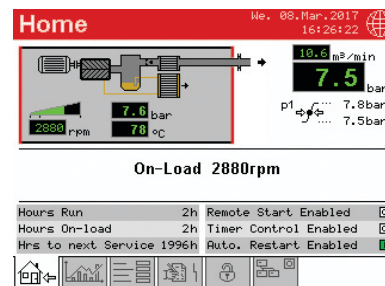 Home
We. 08.Mar.2017
16:26:22
10.6 m³/min
7.5 bar
p1 7.8bar
7.5bar
7.6 bar
2880 rpm
78 °C
On-Load 2880rpm
Hours Run 2h Remote Start Enabled
Hours On-load 2h Timer Control Enabled
Hrs to next Service 1996h Auto. Restart Enabled